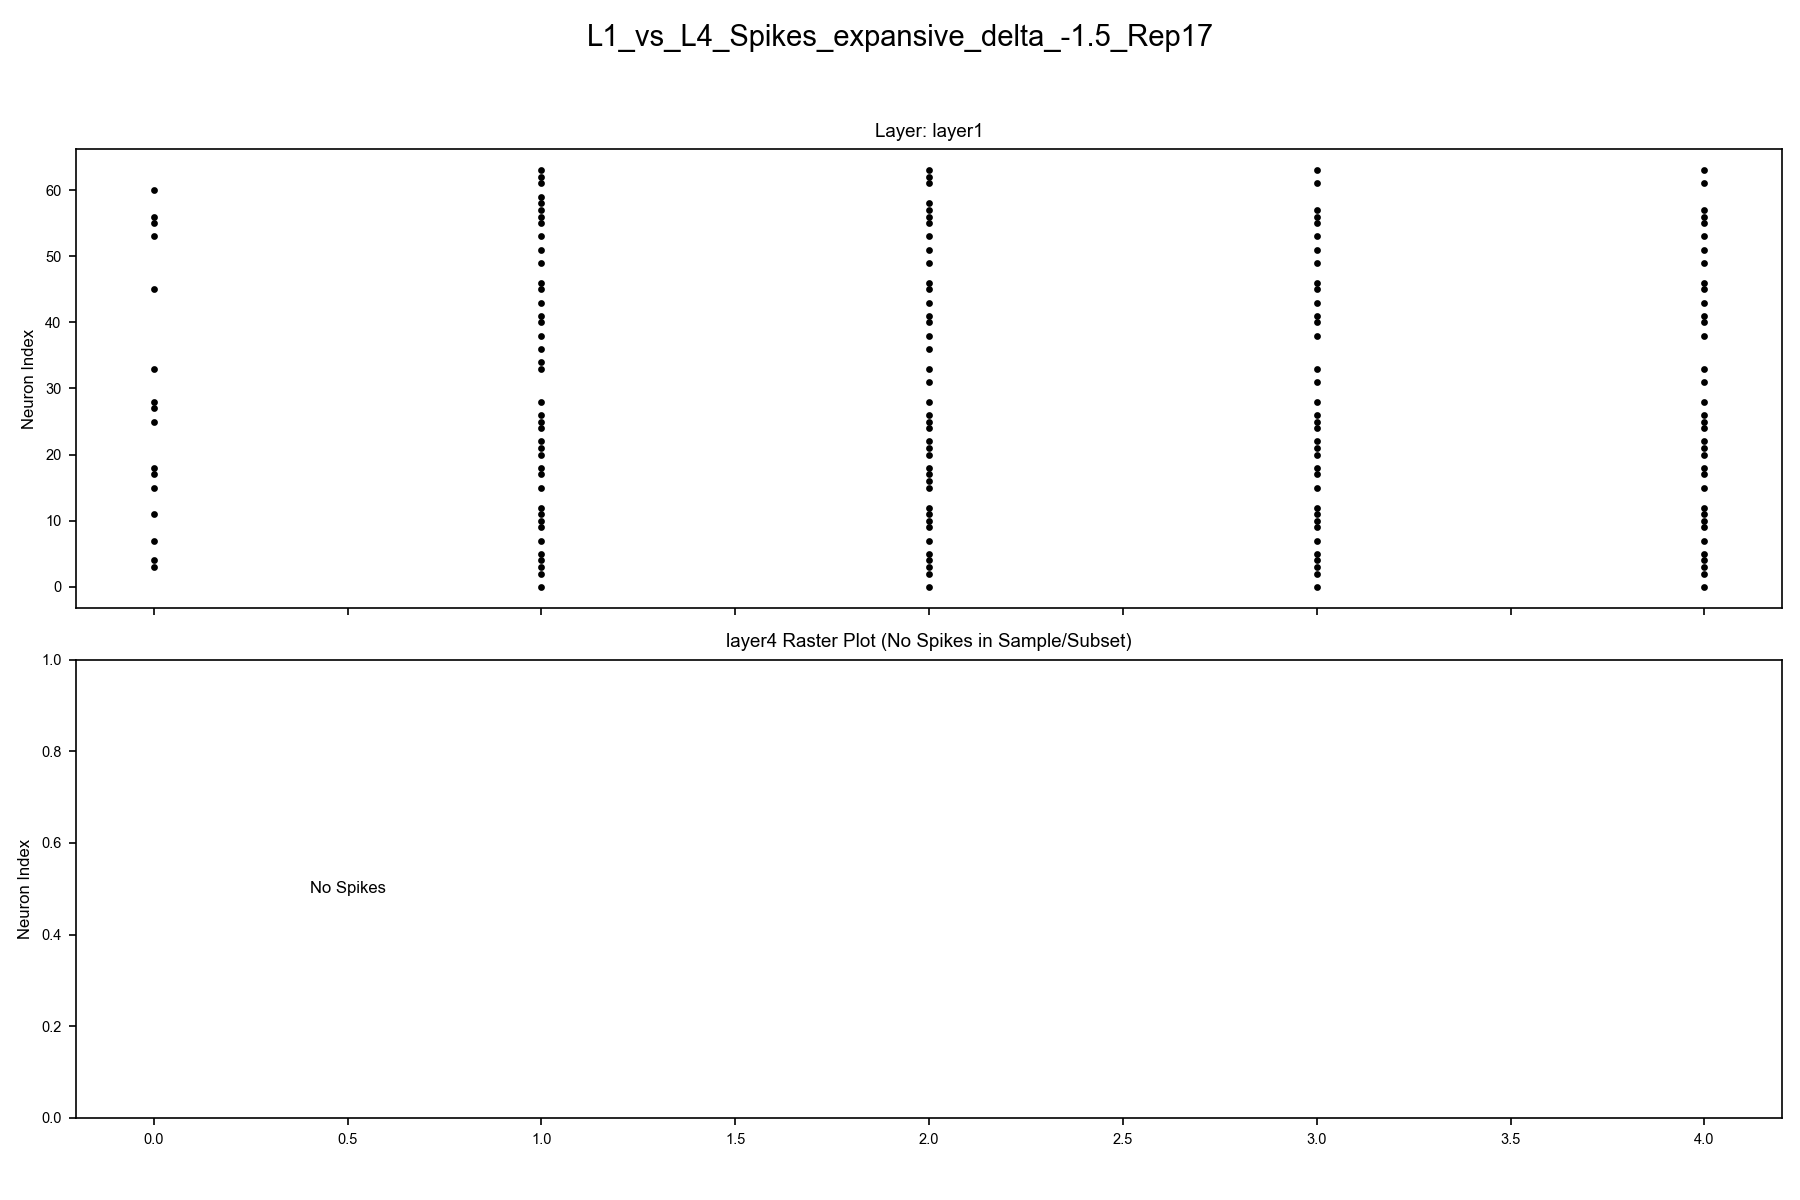 L1_vs_L4_Spikes_expansive_delta_-1.5_Rep17
Layer: layer1
Neuron Index
60
50
40
30
20
10
0
layer4 Raster Plot (No Spikes in Sample/Subset)
Neuron Index
1.0
0.8
0.6
0.4
0.2
0.0
No Spikes
0.0 0.5 1.0 1.5 2.0 2.5 3.0 3.5 4.0